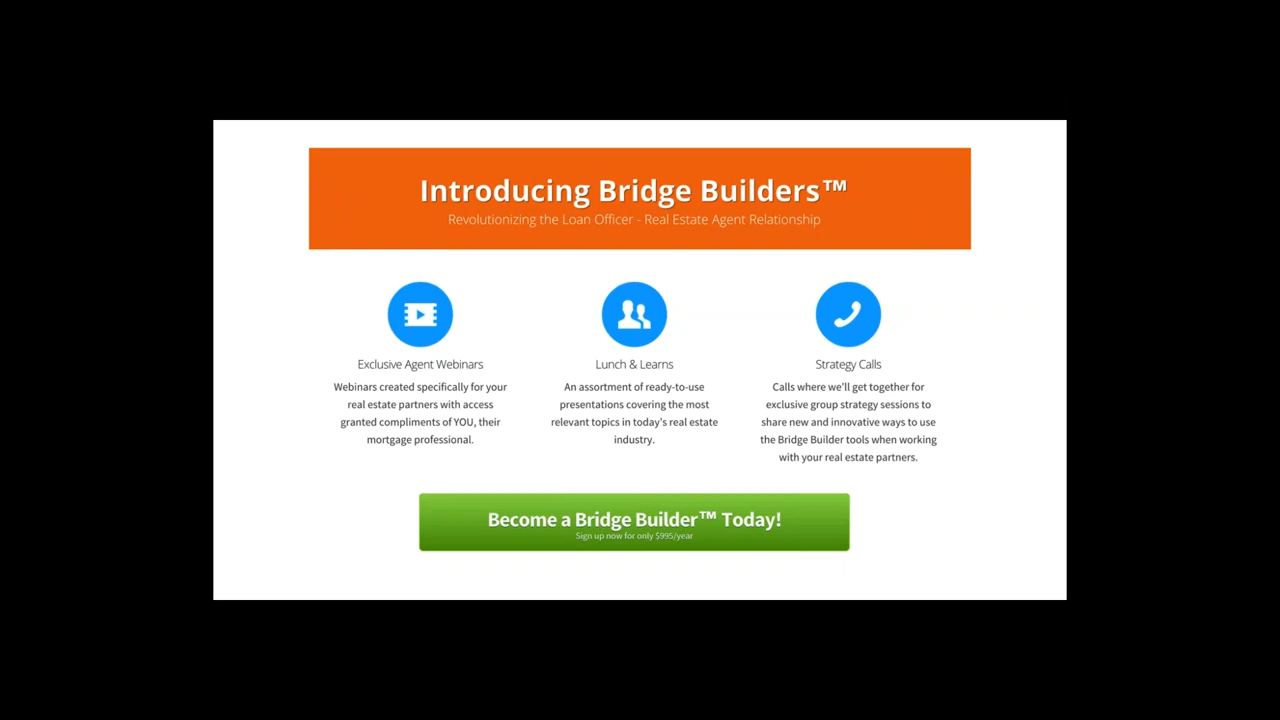 Introducing Bridge Builders™
Revolutionizing the Loan Officer - Real Estate Agent Relationship
Exclusive Agent Webinars
Webinars created specifically for your
real estate partners with access
granted compliments of YOU, their
mortgage professional.
Lunch & Learns
An assortment of ready-to-use
presentations covering the most
relevant topics in today's real estate
industry.
Strategy Calls
Calls where we'll get together for
exclusive group strategy sessions to
share new and innovative ways to use
the Bridge Builder tools when working
with your real estate partners.
Become a Bridge Builder™ Today!
Sign up now for only $995/year